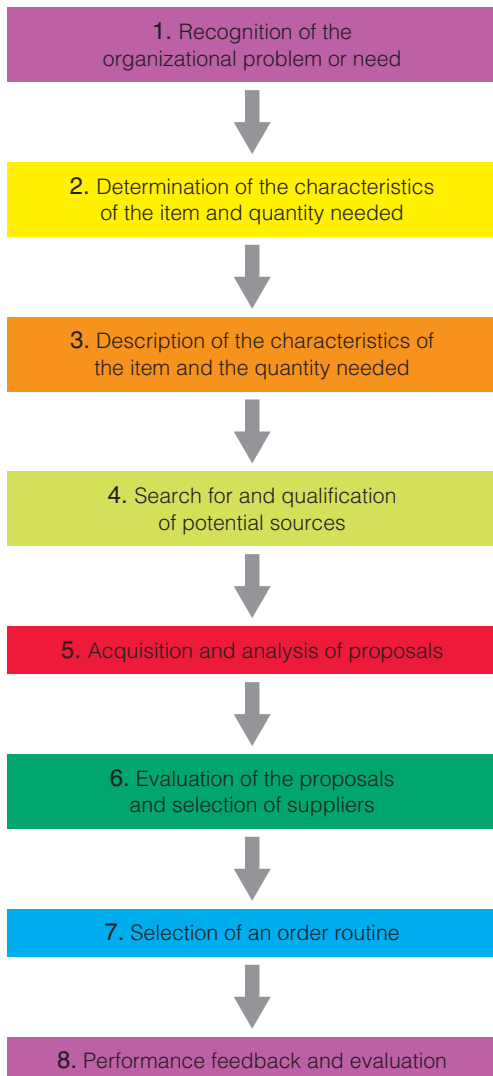 1. Recognition of the
organizational problem or need
2. Determination of the characteristics
of the item and quantity needed
3. Description of the characteristics of
the item and the quantity needed
4. Search for and qualification
of potential sources
5. Acquisition and analysis of proposals
6. Evaluation of the proposals
and selection of suppliers
7. Selection of an order routine
8. Performance feedback and evaluation